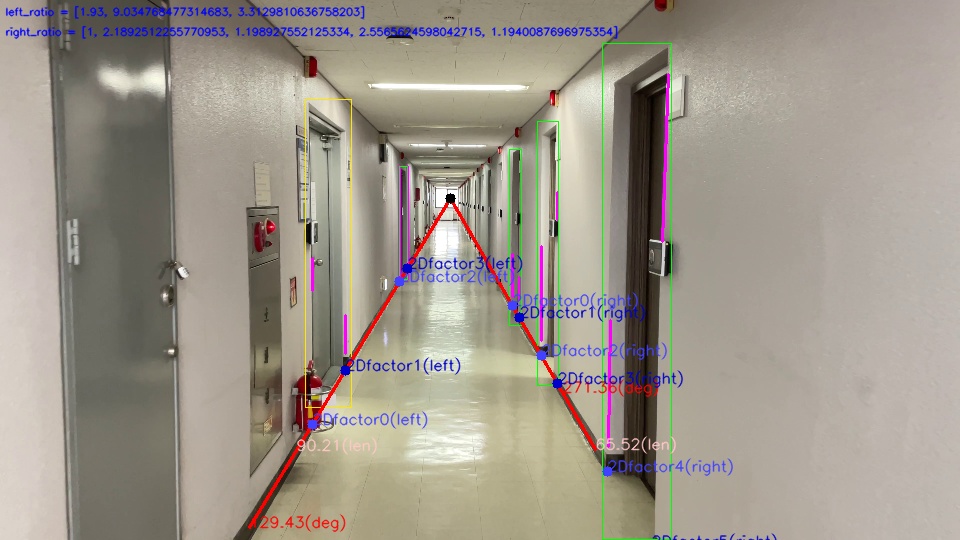 left_ratio = [1.93, 9.034768477314683, 3.3129810636758203]
right_ratio = [1, 2.1892512255770953, 1.198927552125334, 2.5565624598042715, 1.1940087696975354]
2Dfactor3(left)
2Dfactor2(left)
2Dfactor0(right)
2Dfactor1(right)
2Dfactor2(right)
2Dfactor1(left)
2Dfactor3(right)
271.36(deg)
2Dfactor0(left)
90.21(len)
65.52(len)
2Dfactor4(right)
29.43(deg)
2Dfactor5(right)